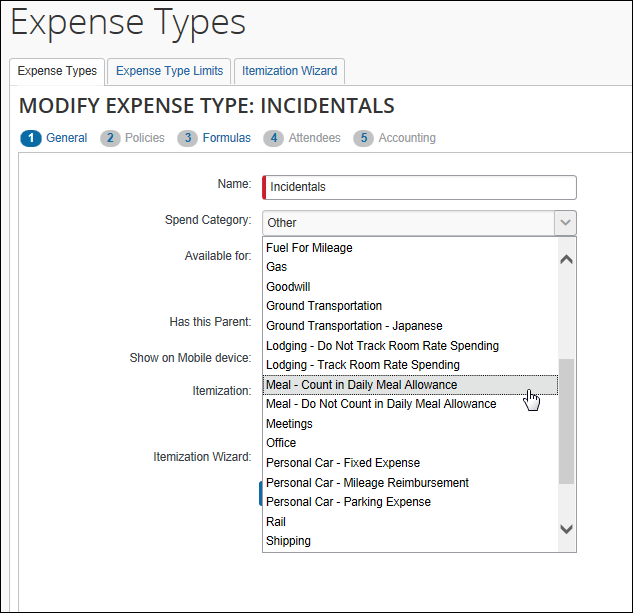 Expense Types
Expense Types Expense Type Limits Itemization Wizard
MODIFY EXPENSE TYPE: INCIDENTALS
1 General 2 Policies 3 Formulas 4 Attendees 5 Accounting
Name: Incidentals
Spend Category: Other
Available for:
Has this Parent:
Show on Mobile device:
Itemization:
Itemization Wizard:
Fuel For Mileage
Gas
Goodwill
Ground Transportation
Ground Transportation - Japanese
Lodging - Do Not Track Room Rate Spending
Lodging - Track Room Rate Spending
Meal - Count in Daily Meal Allowance
Meal - Do Not Count in Daily Meal Allowance
Meetings
Office
Personal Car - Fixed Expense
Personal Car - Mileage Reimbursement
Personal Car - Parking Expense
Rail
Shipping